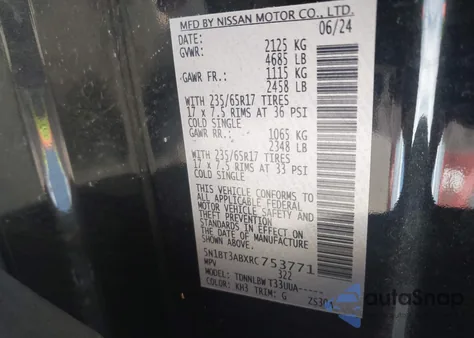 MFD BY NISSAN MOTOR CO., LTD.
DATE: 06/24
GVWR: 2125 KG
4685 LB
GAWR FR.: 1115 KG
2458 LB
WITH 235/65R17 TIRES
17 x 7.5 RIMS AT 36 PSI
COLD SINGLE
GAWR RR.: 1065 KG
2348 LB
WITH 235/65R17 TIRES
17 x 7.5 RIMS AT 33 PSI
COLD SINGLE
THIS VEHICLE CONFORMS TO
ALL APPLICABLE FEDERAL
MOTOR VEHICLE SAFETY AND
THEFT PREVENTION
STANDARDS IN EFFECT ON
THE DATE OF MANUFACTURE
SHOWN ABOVE.
5N1BT3ABXRC753771
MPV 322
MODEL: TDNNLBW T33UUA-----
COLOR: KH3 TRIM: G
autaSnap